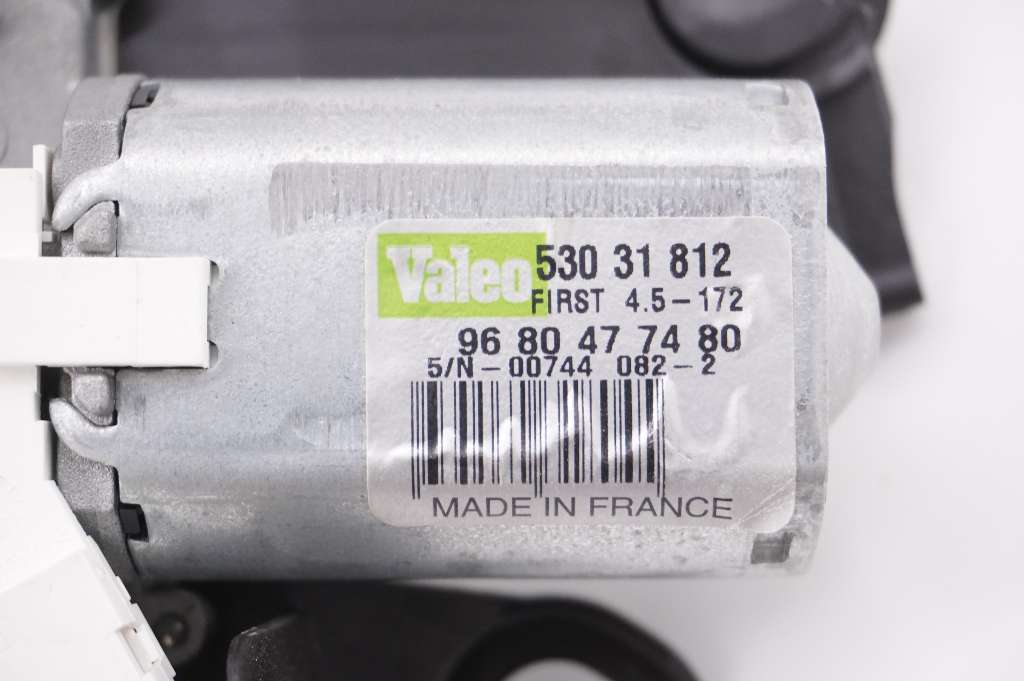 Valeo 530 31 812
FIRST 4.5-172
96 80 47 74 80
S/N-00744 082-2
MADE IN FRANCE